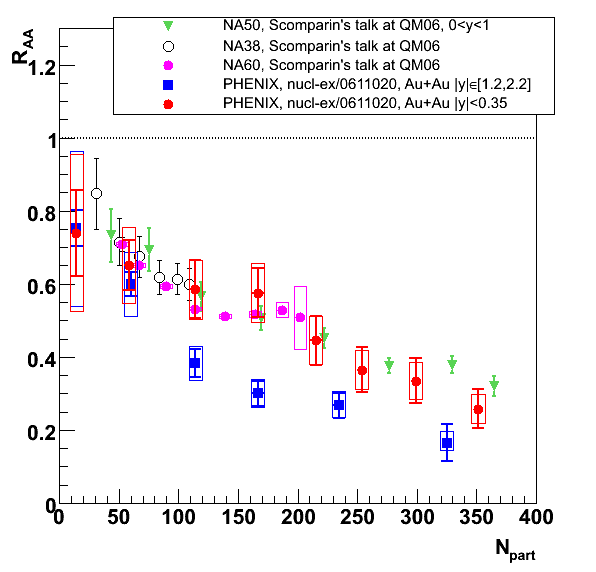 NA50, Scomparin's talk at QM06, 0<y<1
NA38, Scomparin's talk at QM06
NA60, Scomparin's talk at QM06
PHENIX, nucl-ex/0611020, Au+Au |y|∈[1.2,2.2]
PHENIX, nucl-ex/0611020, Au+Au |y|<0.35
R_AA
1.2
1
0.8
0.6
0.4
0.2
0
0 50 100 150 200 250 300 350 400
N_part